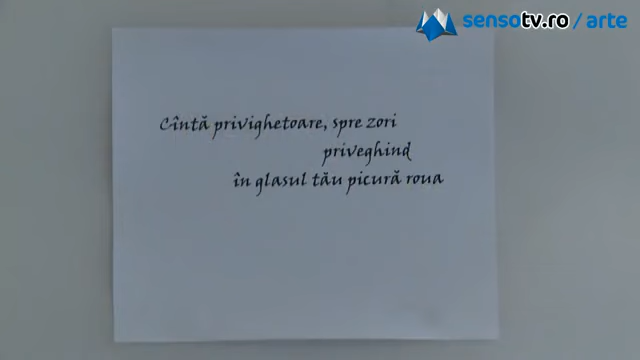 sensotv.ro/arte
Cîntă privighetoare, spre zori
priveghind
în glasul tău picură roua